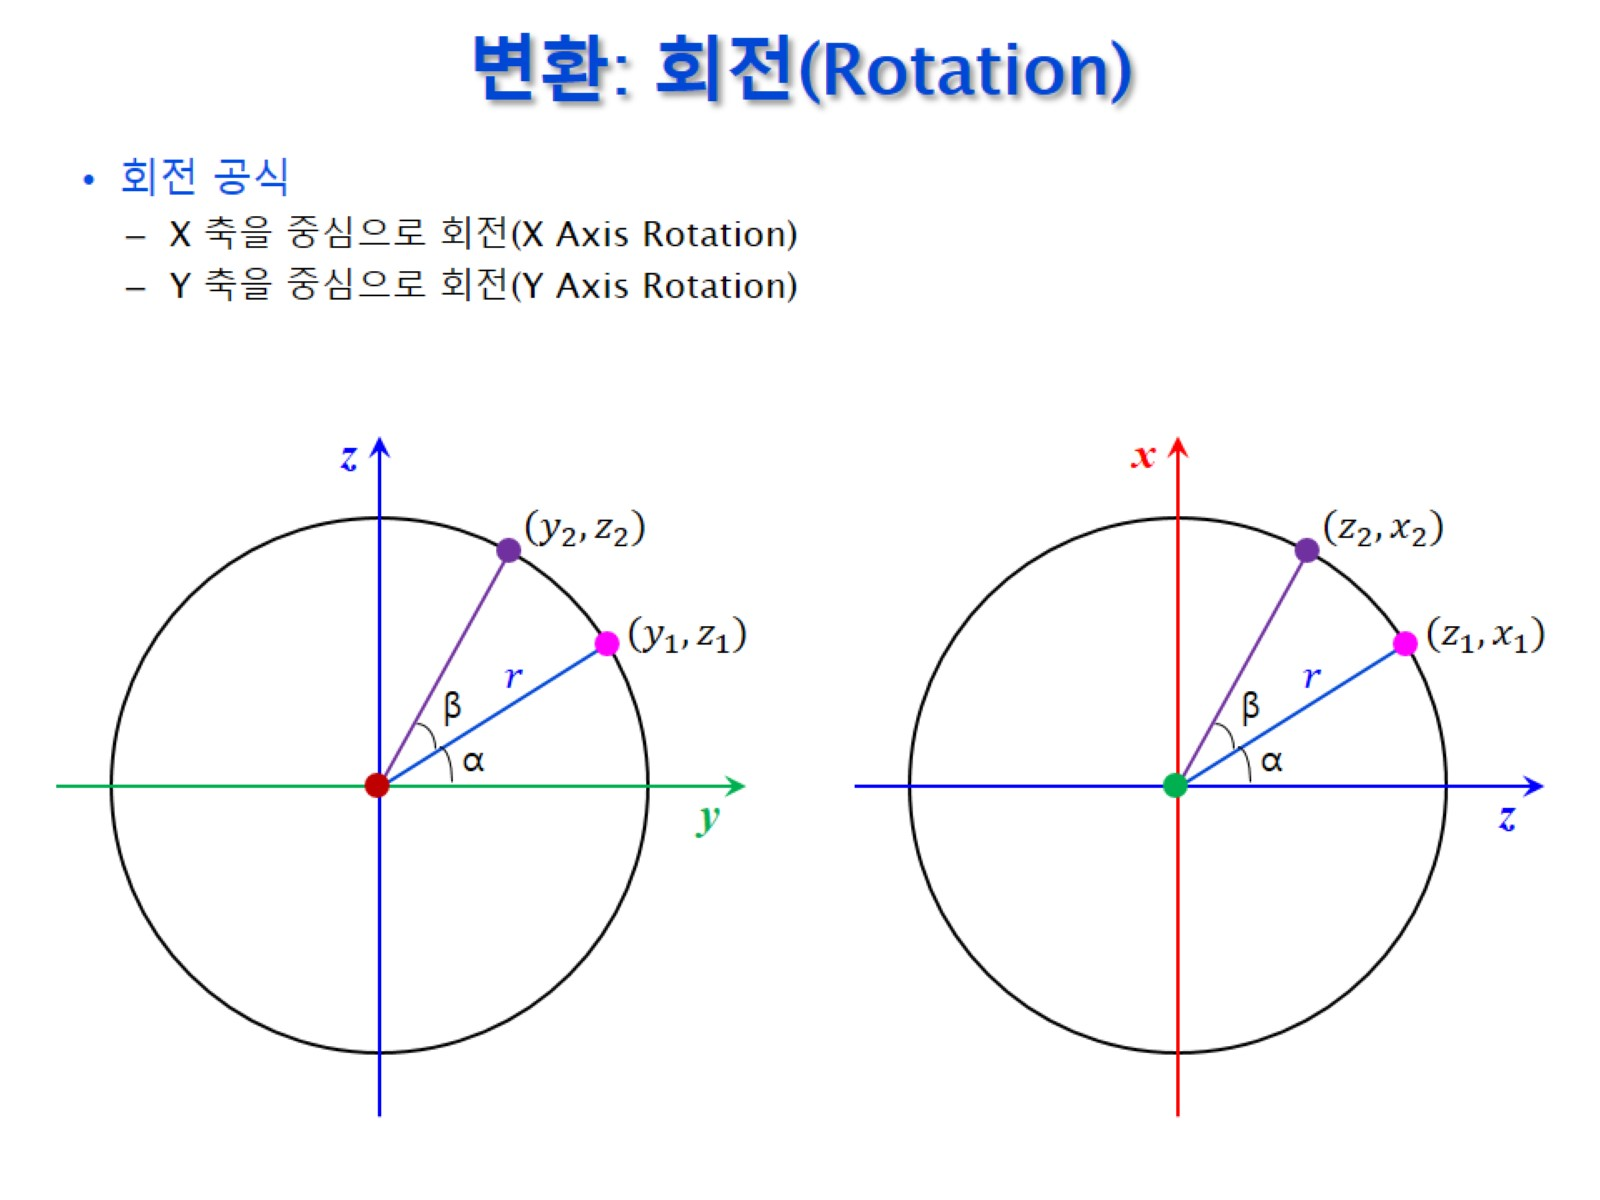 변환: 회전(Rotation)
• 회전 공식
– X 축을 중심으로 회전(X Axis Rotation)
– Y 축을 중심으로 회전(Y Axis Rotation)
z
(y₂, z₂)
(y₁, z₁)
r
β
α
y
x
(z₂, x₂)
(z₁, x₁)
r
β
α
z